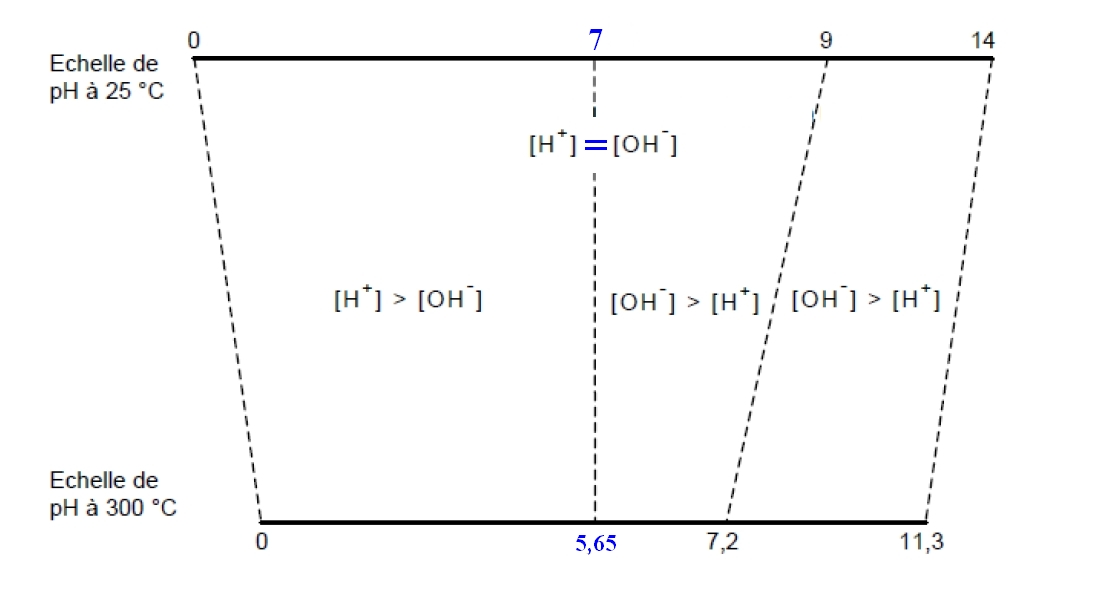 0 7 9 14
Echelle de
pH à 25 °C
[H⁺] = [OH⁻]
[H⁺] > [OH⁻] [OH⁻] > [H⁺] [OH⁻] > [H⁺]
Echelle de
pH à 300 °C
0 5,65 7,2 11,3